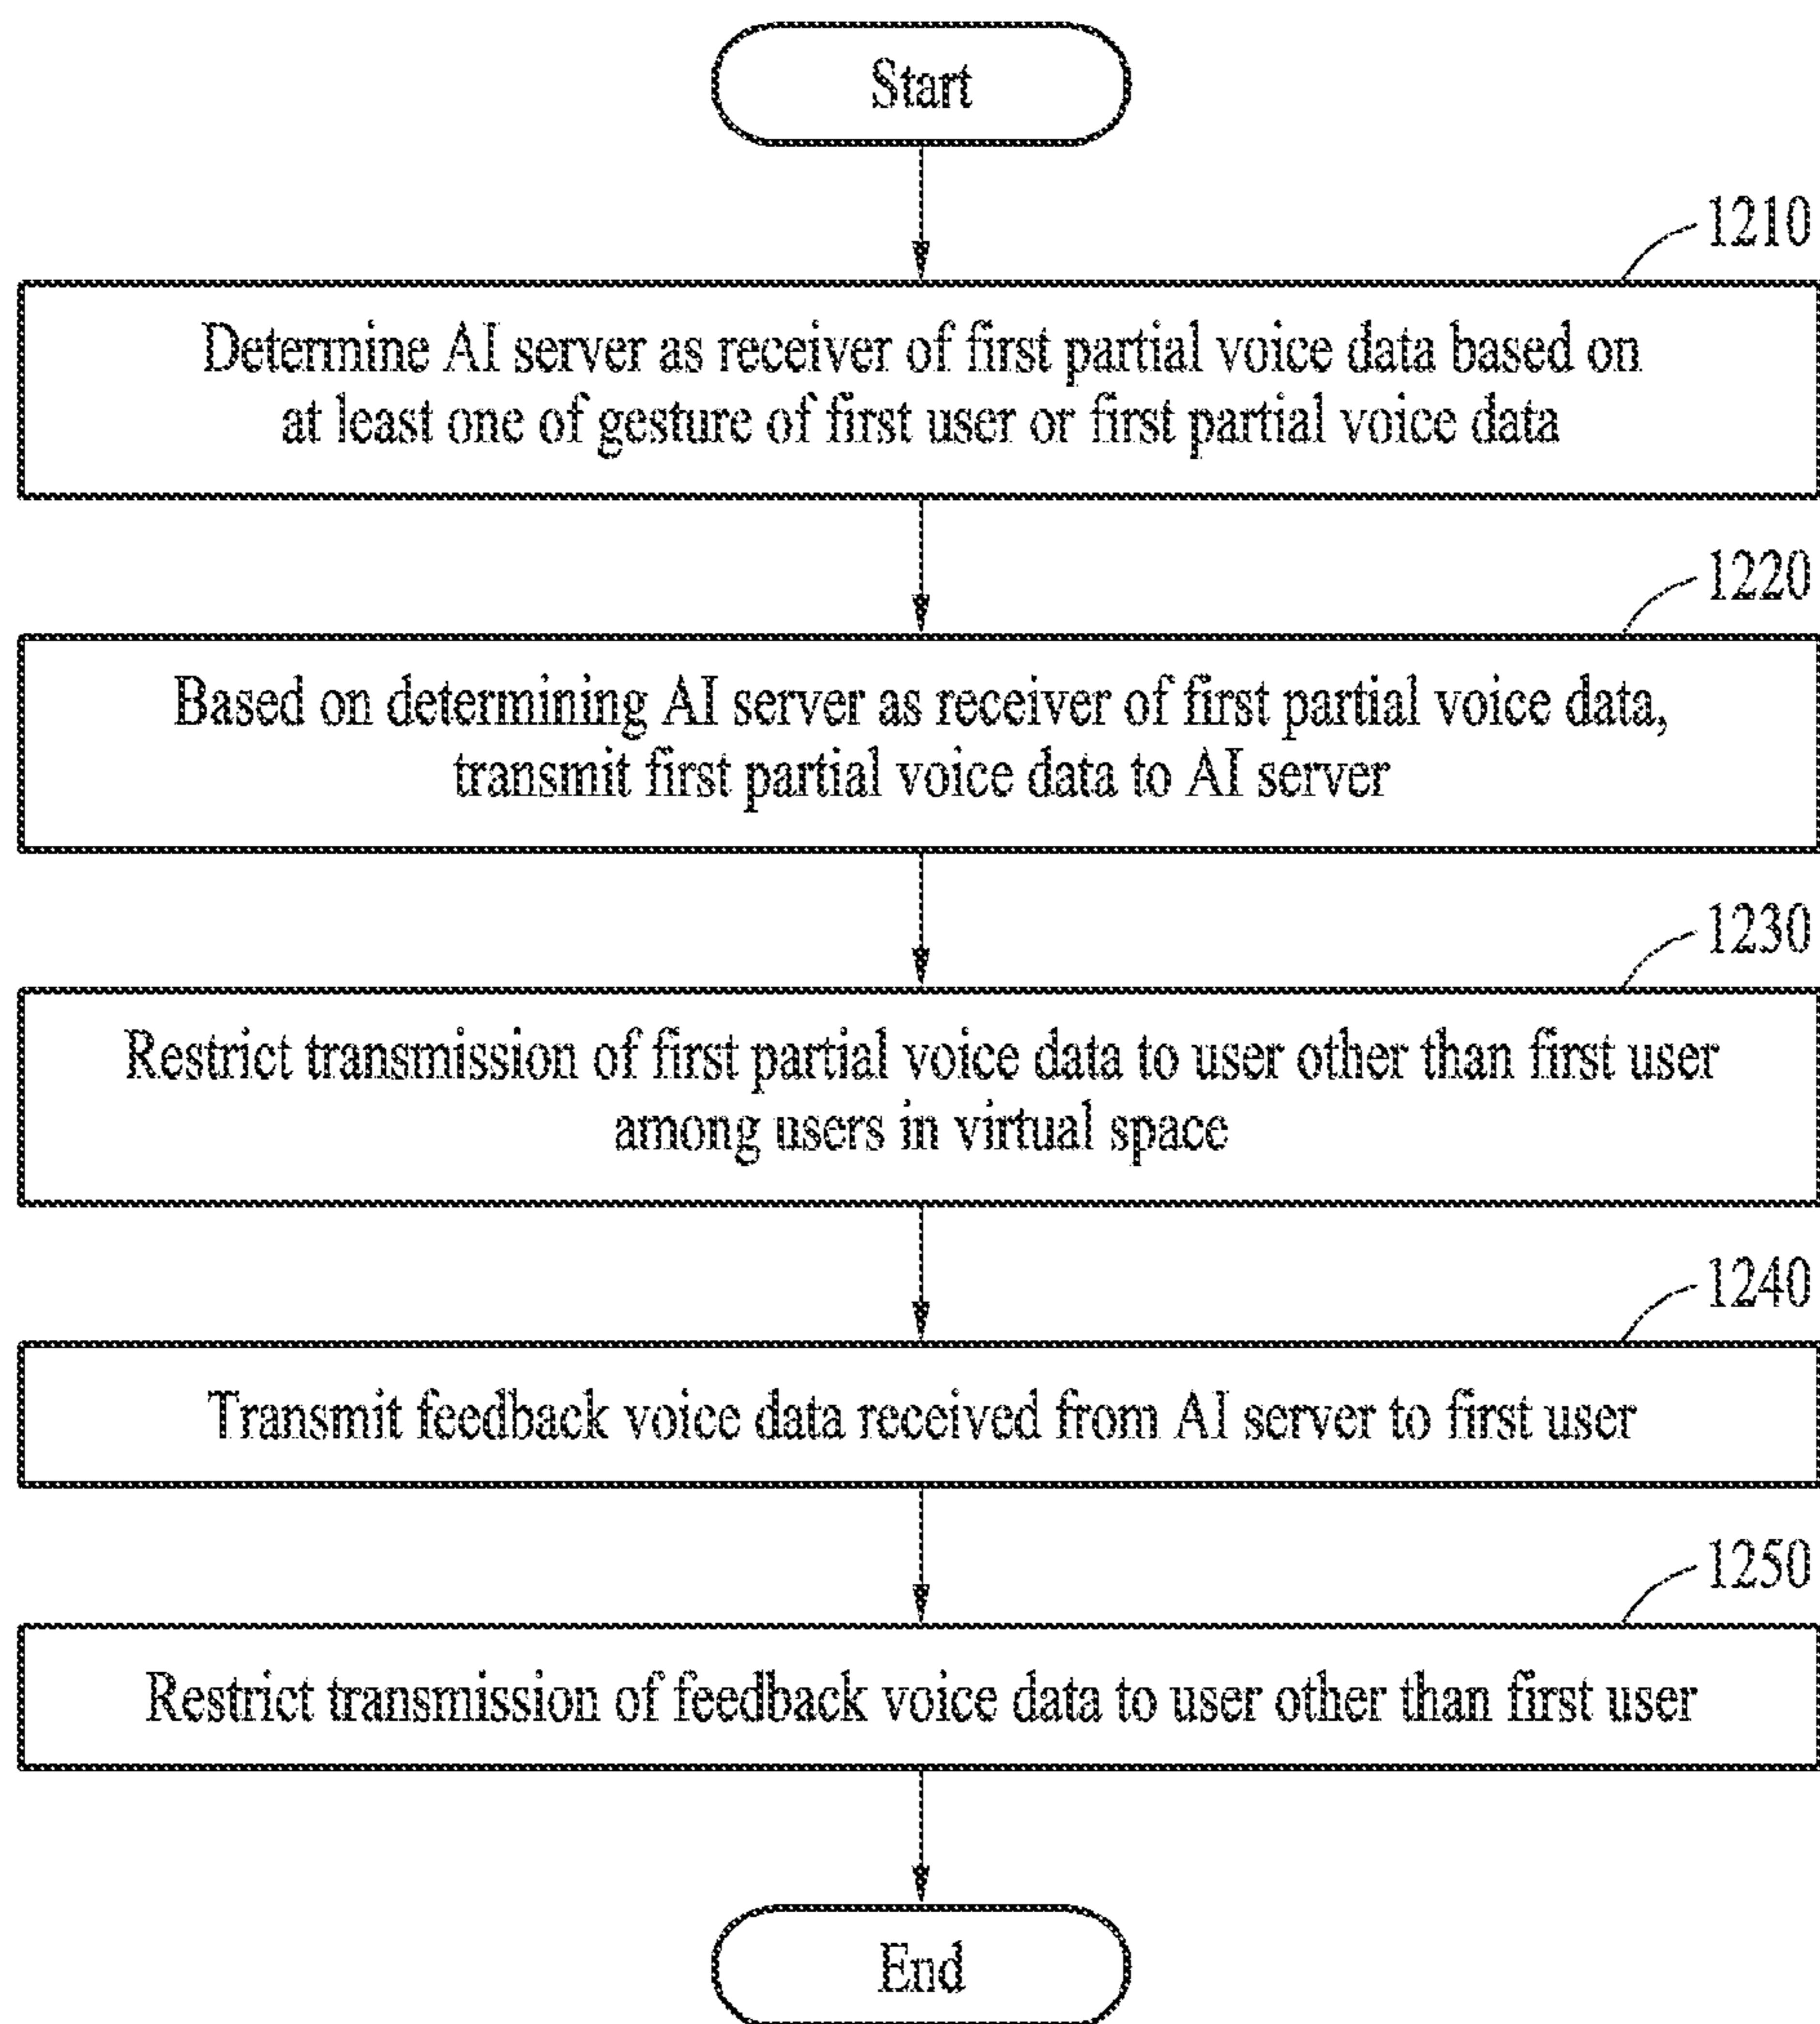 Start
1210
Determine AI server as receiver of first partial voice data based on
at least one of gesture of first user or first partial voice data
1220
Based on determining AI server as receiver of first partial voice data,
transmit first partial voice data to AI server
1230
Restrict transmission of first partial voice data to user other than first user
among users in virtual space
1240
Transmit feedback voice data received from AI server to first user
1250
Restrict transmission of feedback voice data to user other than first user
End